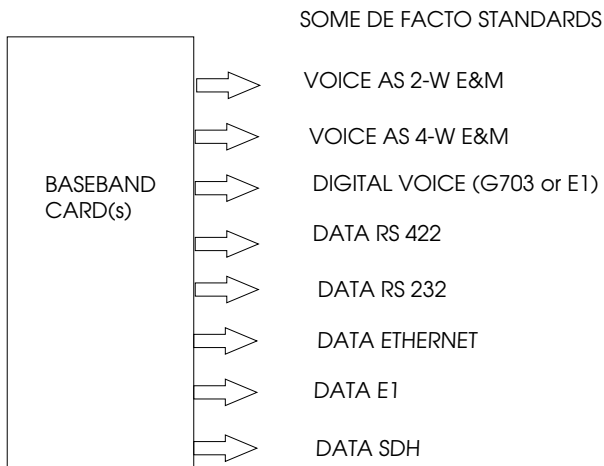 SOME DE FACTO STANDARDS
VOICE AS 2-W E&M
VOICE AS 4-W E&M
BASEBAND
CARD(s)
DIGITAL VOICE (G703 or E1)
DATA RS 422
DATA RS 232
DATA ETHERNET
DATA E1
DATA SDH